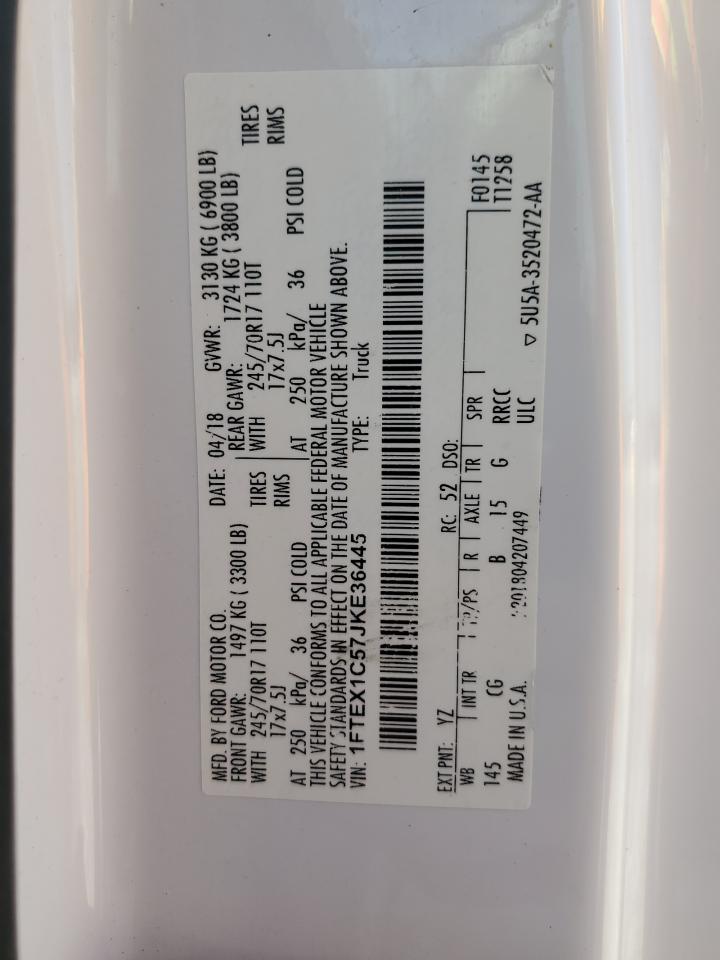 MFD. BY FORD MOTOR CO.
DATE: 04/18 GVWR: 3130 KG ( 6900 LB)
FRONT GAWR: 1497 KG ( 3300 LB) REAR GAWR: 1724 KG ( 3800 LB)
WITH 245/70R17 110T TIRES WITH 245/70R17 110T TIRES
17x7.5J RIMS 17x7.5J RIMS
AT 250 kPa/ 36 PSI COLD AT 250 kPa/ 36 PSI COLD
THIS VEHICLE CONFORMS TO ALL APPLICABLE FEDERAL MOTOR VEHICLE
SAFETY STANDARDS IN EFFECT ON THE DATE OF MANUFACTURE SHOWN ABOVE.
VIN: 1FTEX1C57JKE36445 TYPE: Truck
EXT PNT: YZ RC: 52 DSO:
WB INT TR TP/PS R AXLE TR SPR F0145
T1258
145 CG B 15 G RRCC
MADE IN U.S.A. 201804207449 ULC
▽ 5U5A-3520472-AA